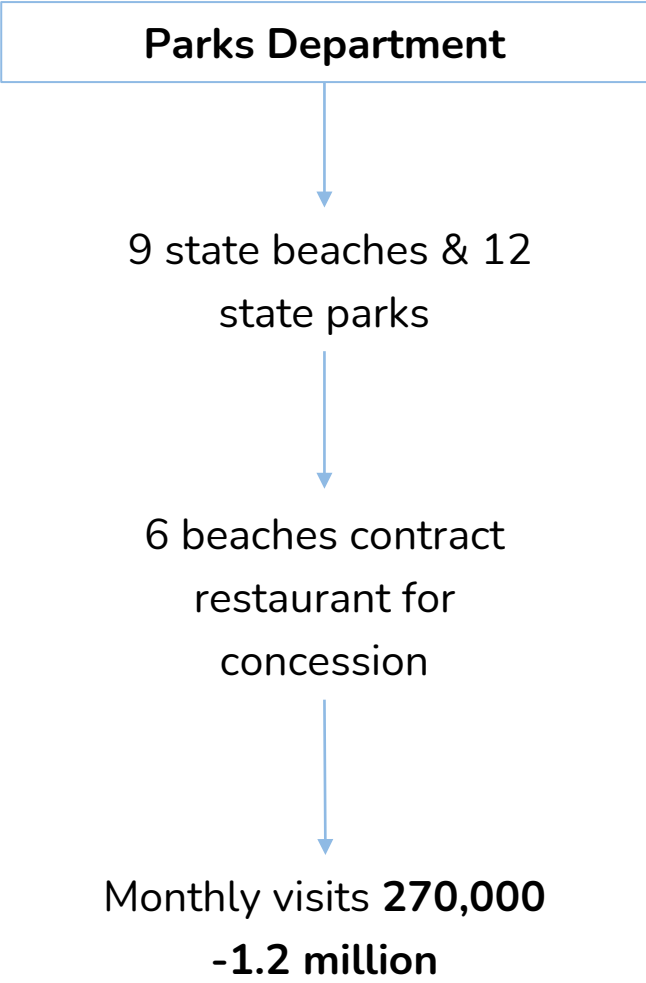 Parks Department
9 state beaches & 12
state parks
6 beaches contract
restaurant for
concession
Monthly visits 270,000
-1.2 million